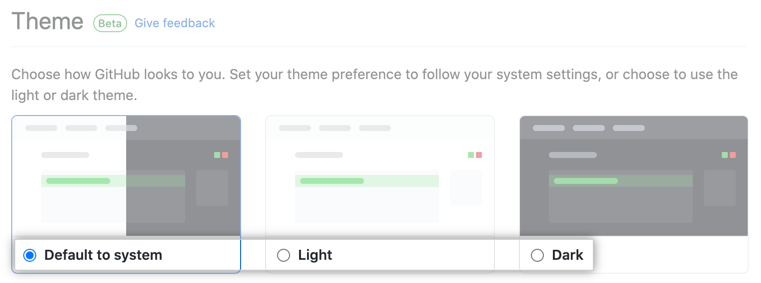 Theme Beta Give feedback
Choose how GitHub looks to you. Set your theme preference to follow your system settings, or choose to use the
light or dark theme.
Default to system Light Dark